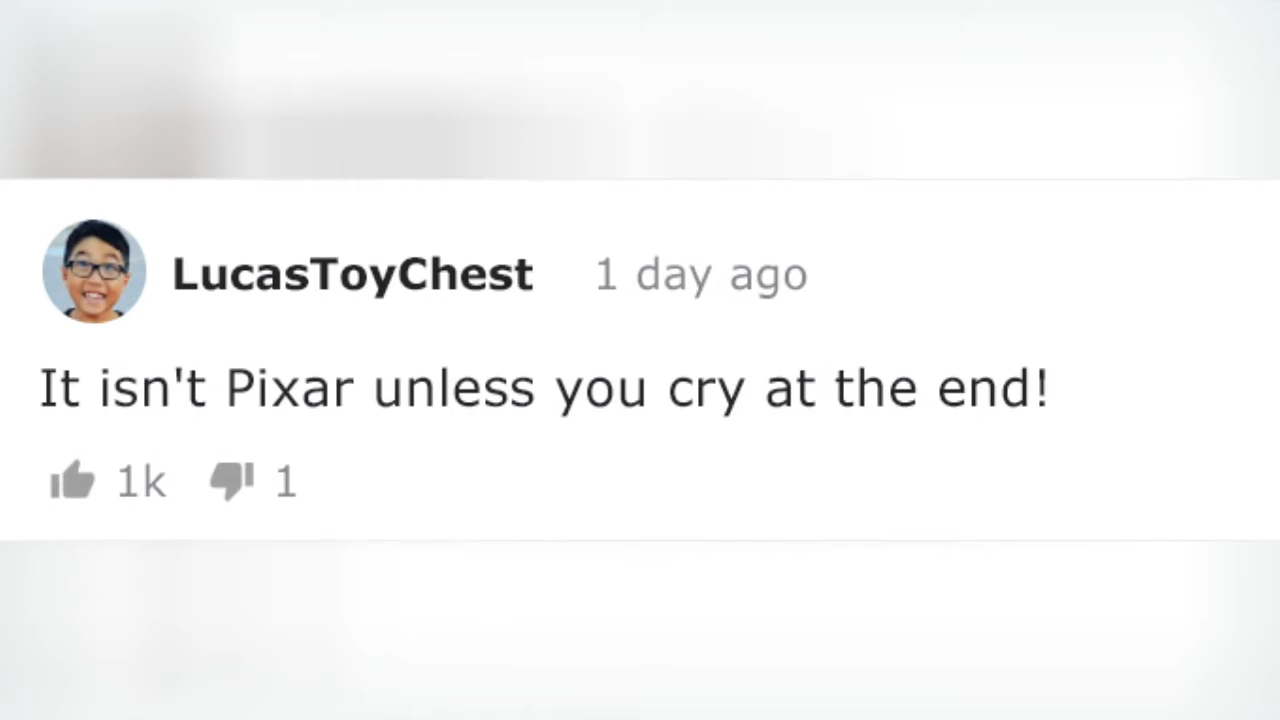 LucasToyChest 1 day ago
It isn't Pixar unless you cry at the end!
1k 1